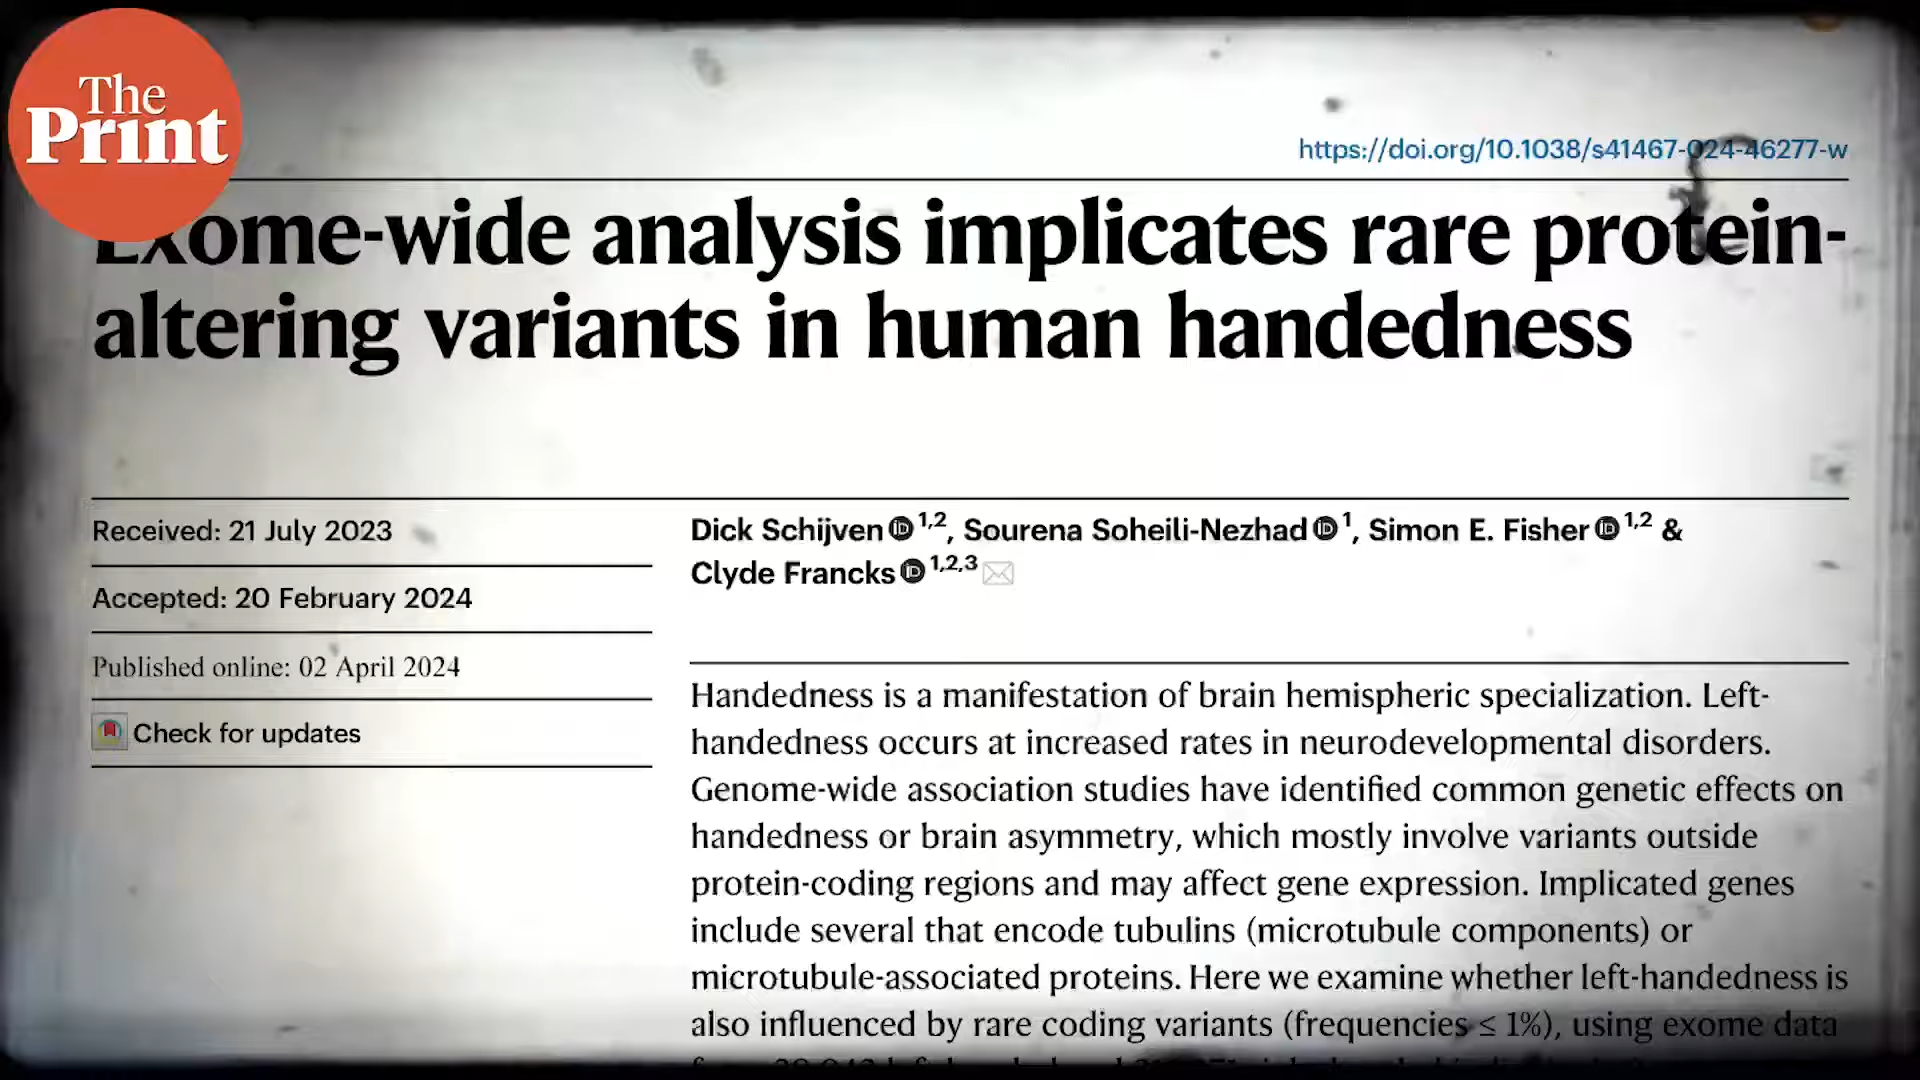 The
Print
https://doi.org/10.1038/s41467-024-46277-w
Exome-wide analysis implicates rare protein-
altering variants in human handedness
Received: 21 July 2023
Accepted: 20 February 2024
Published online: 02 April 2024
Check for updates
Dick Schijven 1,2, Sourena Soheili-Nezhad 1, Simon E. Fisher 1,2 &
Clyde Francks 1,2,3
Handedness is a manifestation of brain hemispheric specialization. Left-
handedness occurs at increased rates in neurodevelopmental disorders.
Genome-wide association studies have identified common genetic effects on
handedness or brain asymmetry, which mostly involve variants outside
protein-coding regions and may affect gene expression. Implicated genes
include several that encode tubulins (microtubule components) or
microtubule-associated proteins. Here we examine whether left-handedness is
also influenced by rare coding variants (frequencies ≤ 1%), using exome data